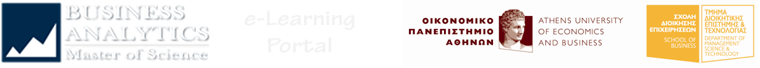 BUSINESS
ANALYTICS
Master of Science
e-Learning
Portal
ΟΙΚΟΝΟΜΙΚΟ
ΠΑΝΕΠΙΣΤΗΜΙΟ
ΑΘΗΝΩΝ
ATHENS UNIVERSITY
OF ECONOMICS
AND BUSINESS
ΣΧΟΛΗ
ΔΙΟΙΚΗΣΗΣ
ΕΠΙΧΕΙΡΗΣΕΩΝ
SCHOOL OF
BUSINESS
ΤΜΗΜΑ
ΔΙΟΙΚΗΤΙΚΗΣ
ΕΠΙΣΤΗΜΗΣ &
ΤΕΧΝΟΛΟΓΙΑΣ
DEPARTMENT OF
MANAGEMENT
SCIENCE &
TECHNOLOGY